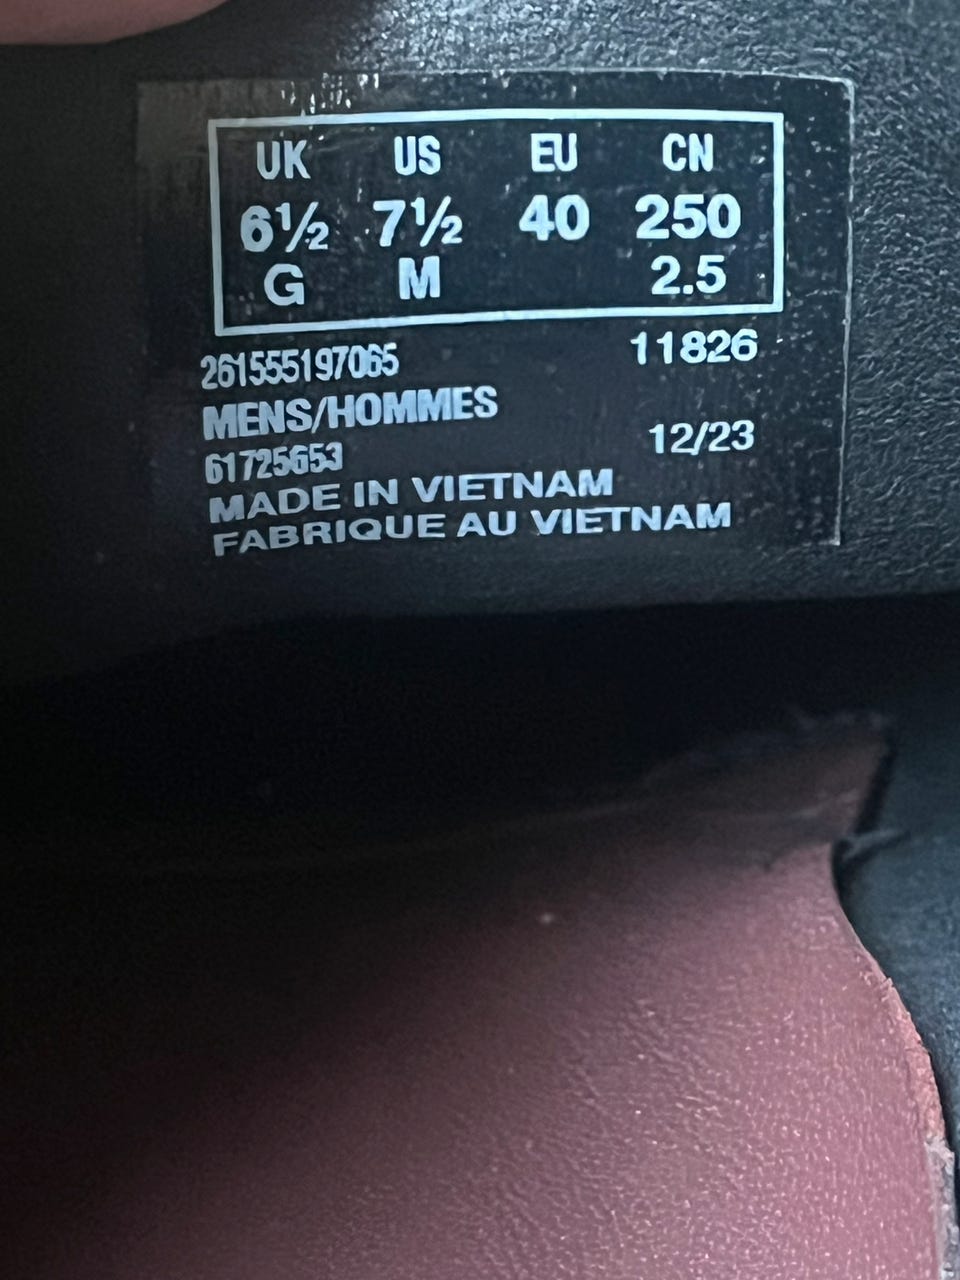 UK US EU CN
6½ 7½ 40 250
G M 2.5
261555197065 11826
MENS/HOMMES
61725653 12/23
MADE IN VIETNAM
FABRIQUE AU VIETNAM